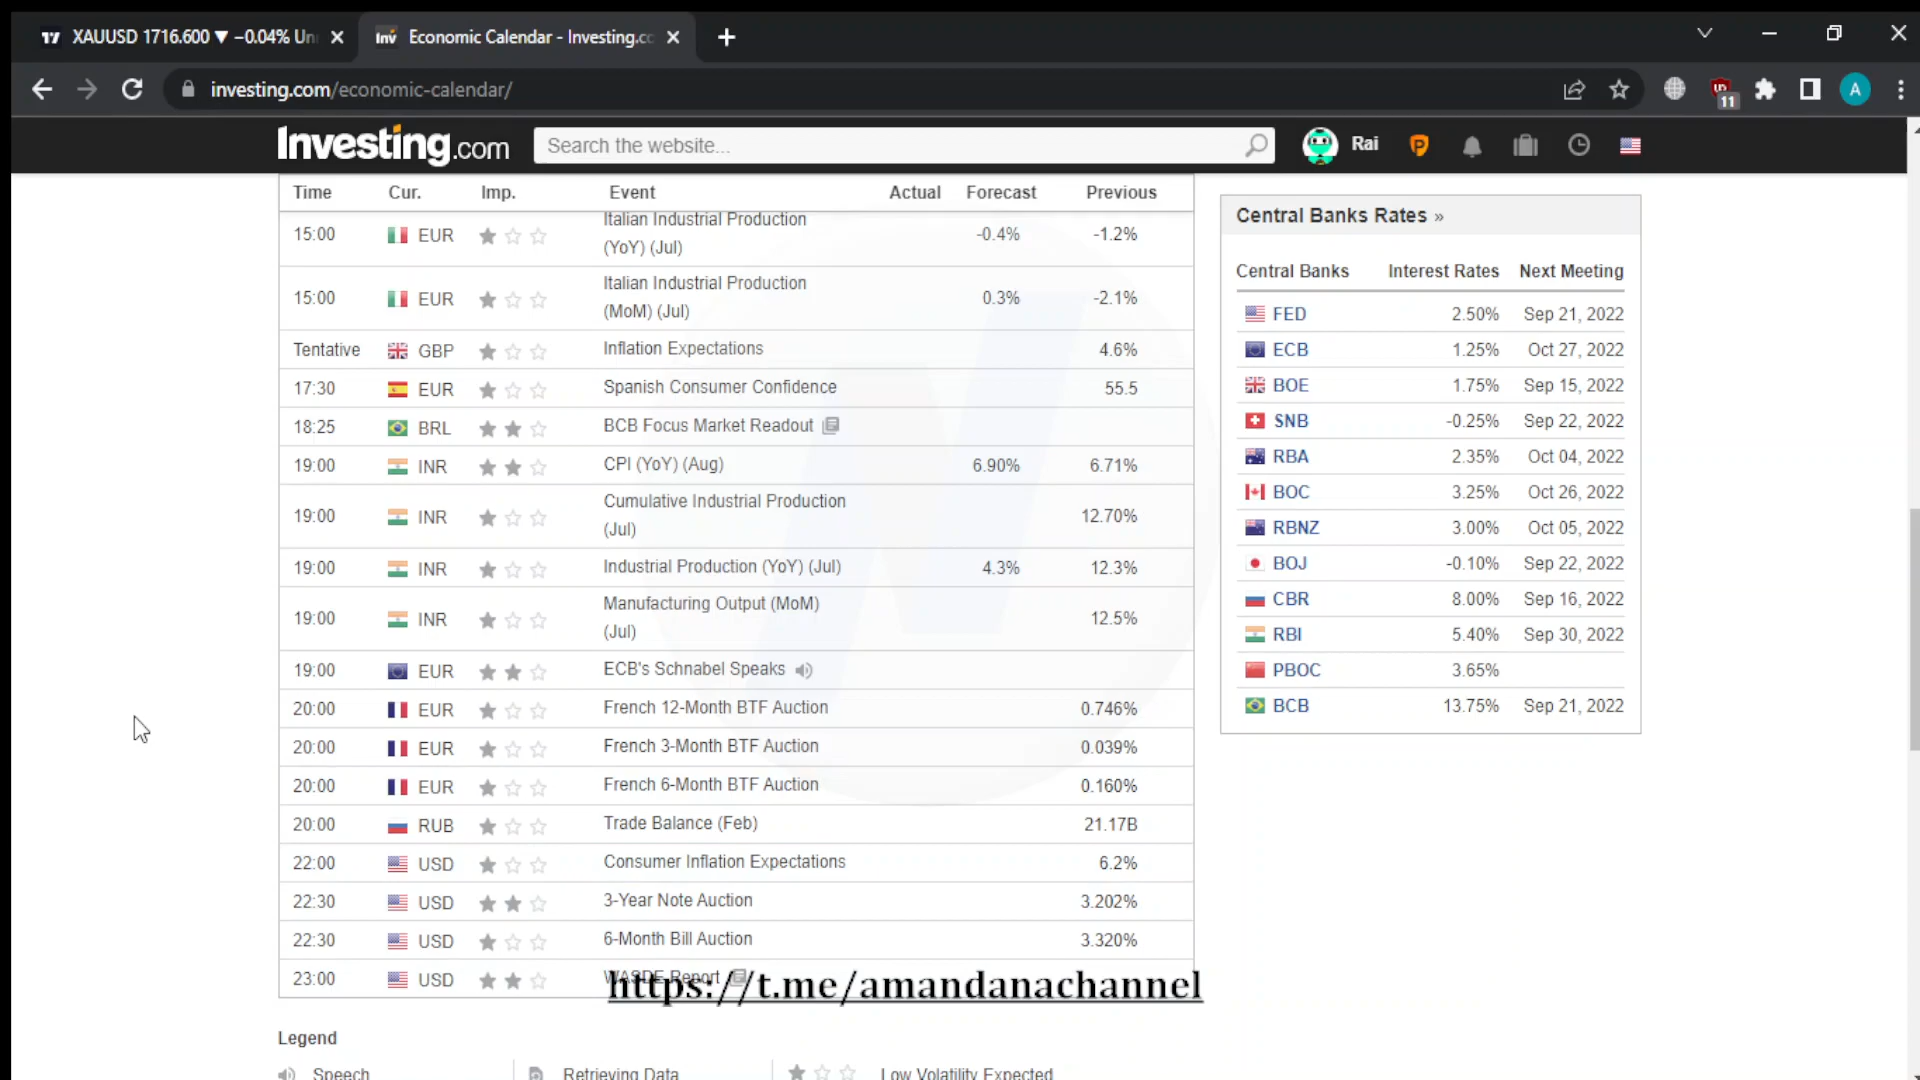 XAUUSD 1716.600 ▼ −0.04% Un
Economic Calendar - Investing.co
investing.com/economic-calendar/
11
A
Investing.com
Search the website...
Rai
Time Cur. Imp. Event Actual Forecast Previous
Italian Industrial Production
15:00 EUR -0.4% -1.2%
(YoY) (Jul)
Italian Industrial Production
15:00 EUR 0.3% -2.1%
(MoM) (Jul)
Tentative GBP Inflation Expectations 4.6%
17:30 EUR Spanish Consumer Confidence 55.5
18:25 BRL BCB Focus Market Readout
19:00 INR CPI (YoY) (Aug) 6.90% 6.71%
Cumulative Industrial Production
19:00 INR 12.70%
(Jul)
19:00 INR Industrial Production (YoY) (Jul) 4.3% 12.3%
Manufacturing Output (MoM)
19:00 INR 12.5%
(Jul)
19:00 EUR ECB's Schnabel Speaks
20:00 EUR French 12-Month BTF Auction 0.746%
20:00 EUR French 3-Month BTF Auction 0.039%
20:00 EUR French 6-Month BTF Auction 0.160%
20:00 RUB Trade Balance (Feb) 21.17B
22:00 USD Consumer Inflation Expectations 6.2%
22:30 USD 3-Year Note Auction 3.202%
22:30 USD 6-Month Bill Auction 3.320%
23:00 USD WASDE Report
https://t.me/amandanachannel
Legend
Speech Retrieving Data Low Volatility Expected
Central Banks Rates »
Central Banks Interest Rates Next Meeting
FED 2.50% Sep 21, 2022
ECB 1.25% Oct 27, 2022
BOE 1.75% Sep 15, 2022
SNB -0.25% Sep 22, 2022
RBA 2.35% Oct 04, 2022
BOC 3.25% Oct 26, 2022
RBNZ 3.00% Oct 05, 2022
BOJ -0.10% Sep 22, 2022
CBR 8.00% Sep 16, 2022
RBI 5.40% Sep 30, 2022
PBOC 3.65%
BCB 13.75% Sep 21, 2022